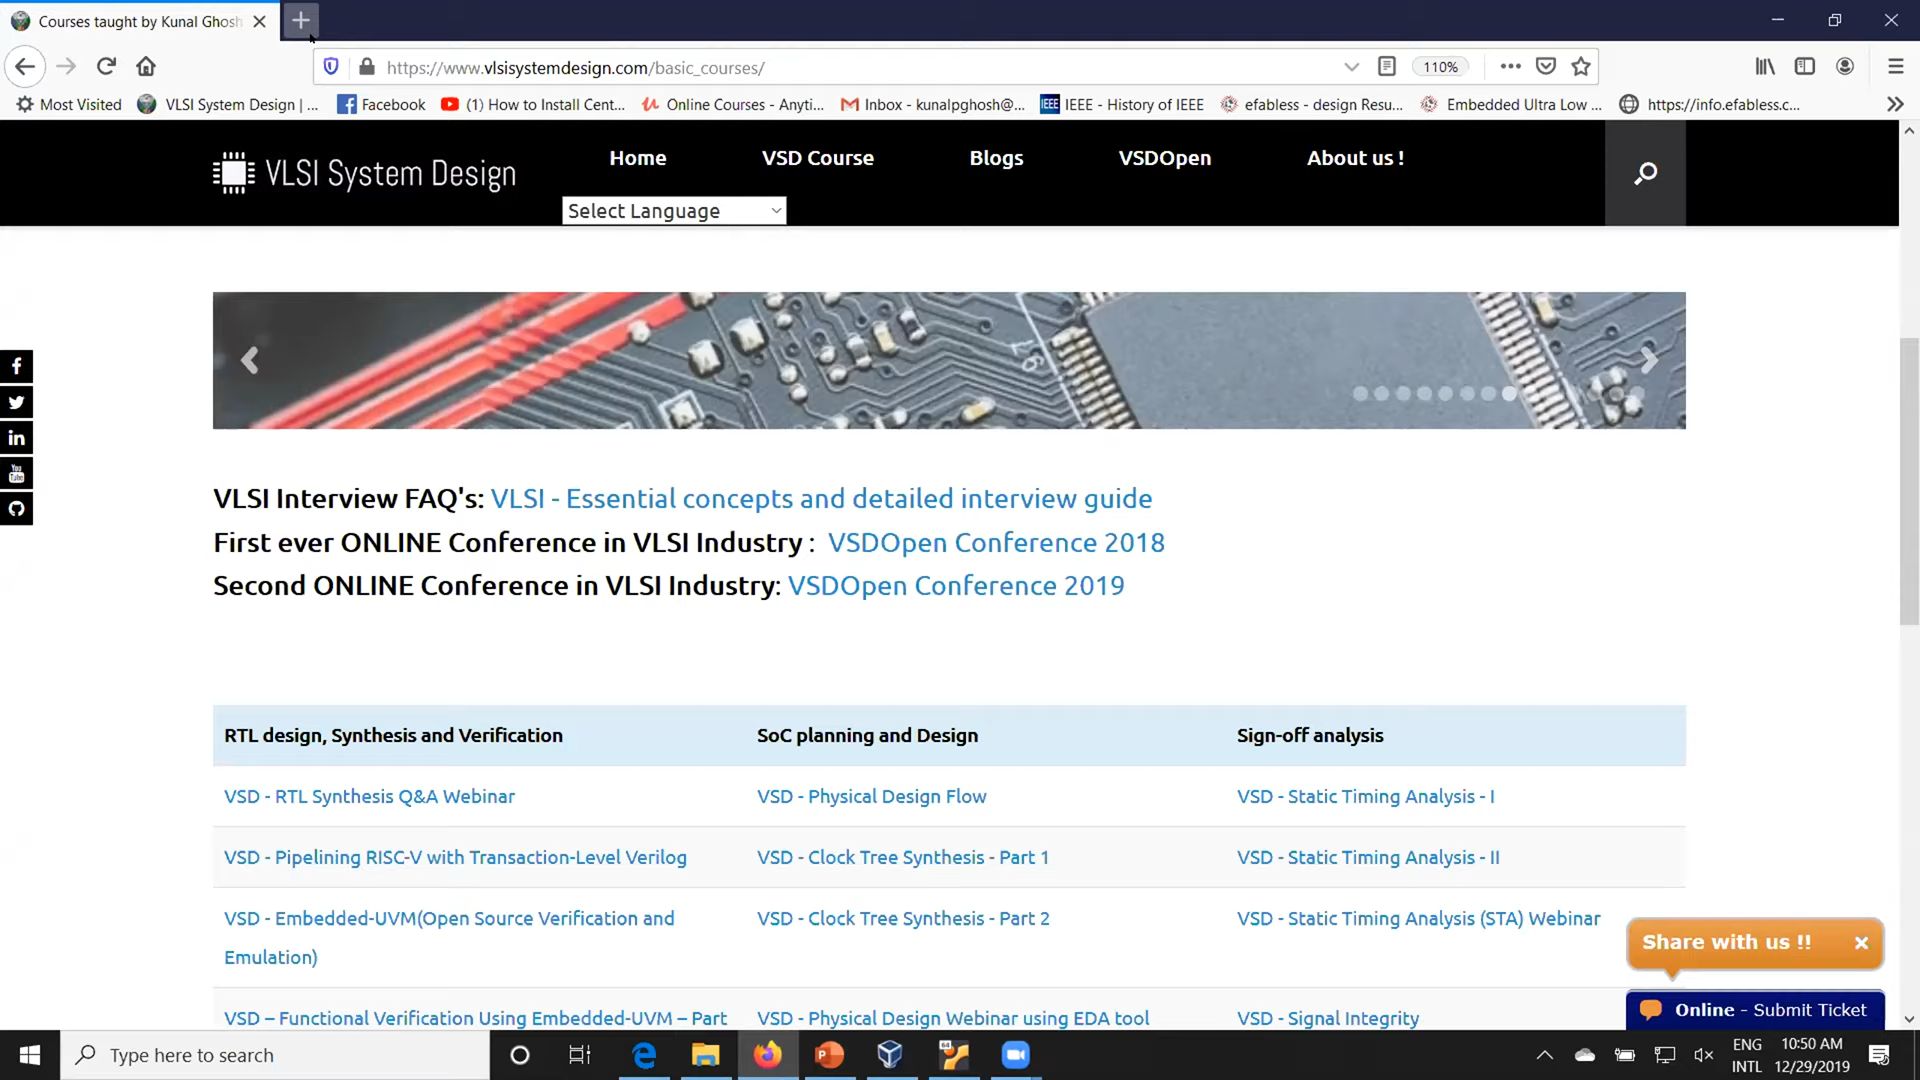 Courses taught by Kunal Ghosh
https://www.vlsisystemdesign.com/basic_courses/
110%
Most Visited
VLSI System Design | ...
Facebook
(1) How to Install Cent...
Online Courses - Anyti...
Inbox - kunalpghosh@...
IEEE IEEE - History of IEEE
efabless - design Resu...
Embedded Ultra Low ...
https://info.efabless.c...
VLSI System Design
Home
VSD Course
Blogs
VSDOpen
About us !
Select Language
VLSI Interview FAQ's: VLSI - Essential concepts and detailed interview guide
First ever ONLINE Conference in VLSI Industry : VSDOpen Conference 2018
Second ONLINE Conference in VLSI Industry: VSDOpen Conference 2019
RTL design, Synthesis and Verification
SoC planning and Design
Sign-off analysis
VSD - RTL Synthesis Q&A Webinar
VSD - Physical Design Flow
VSD - Static Timing Analysis - I
VSD - Pipelining RISC-V with Transaction-Level Verilog
VSD - Clock Tree Synthesis - Part 1
VSD - Static Timing Analysis - II
VSD - Embedded-UVM(Open Source Verification and
Emulation)
VSD - Clock Tree Synthesis - Part 2
VSD - Static Timing Analysis (STA) Webinar
VSD – Functional Verification Using Embedded-UVM – Part
VSD - Physical Design Webinar using EDA tool
VSD - Signal Integrity
Share with us !!
Online - Submit Ticket
Type here to search
ENG
INTL
10:50 AM
12/29/2019